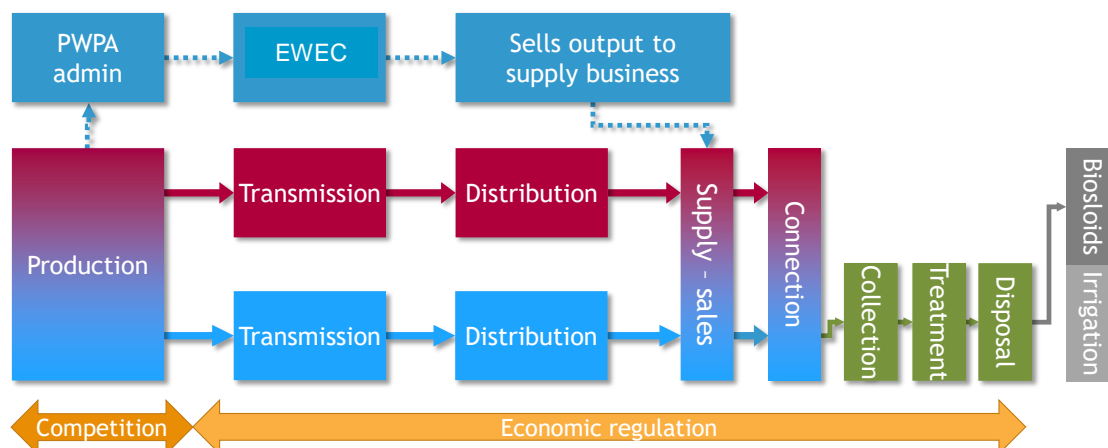 PWPA
admin
EWEC
Sells output to
supply business
Production
Transmission
Distribution
Transmission
Distribution
Supply - sales
Connection
Collection
Treatment
Disposal
Biosloids
Irrigation
Competition
Economic regulation